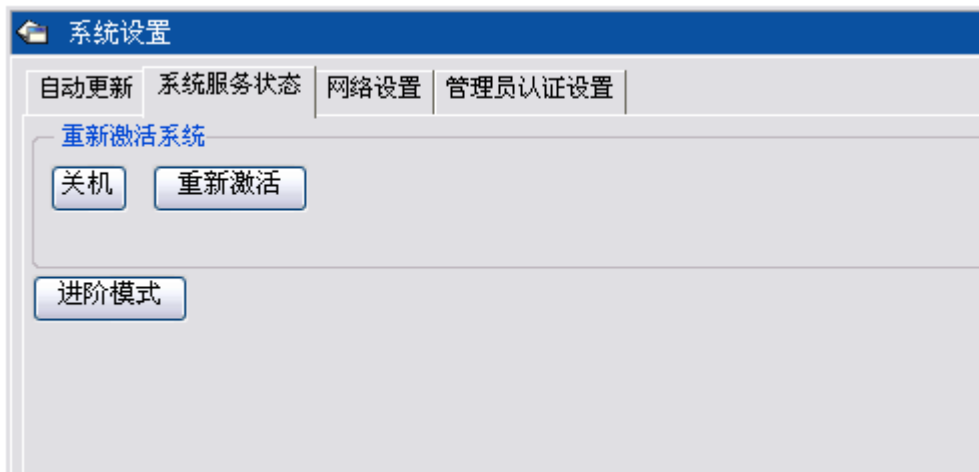 系统设置
自动更新 系统服务状态 网络设置 管理员认证设置
重新激活系统
关机 重新激活
进阶模式